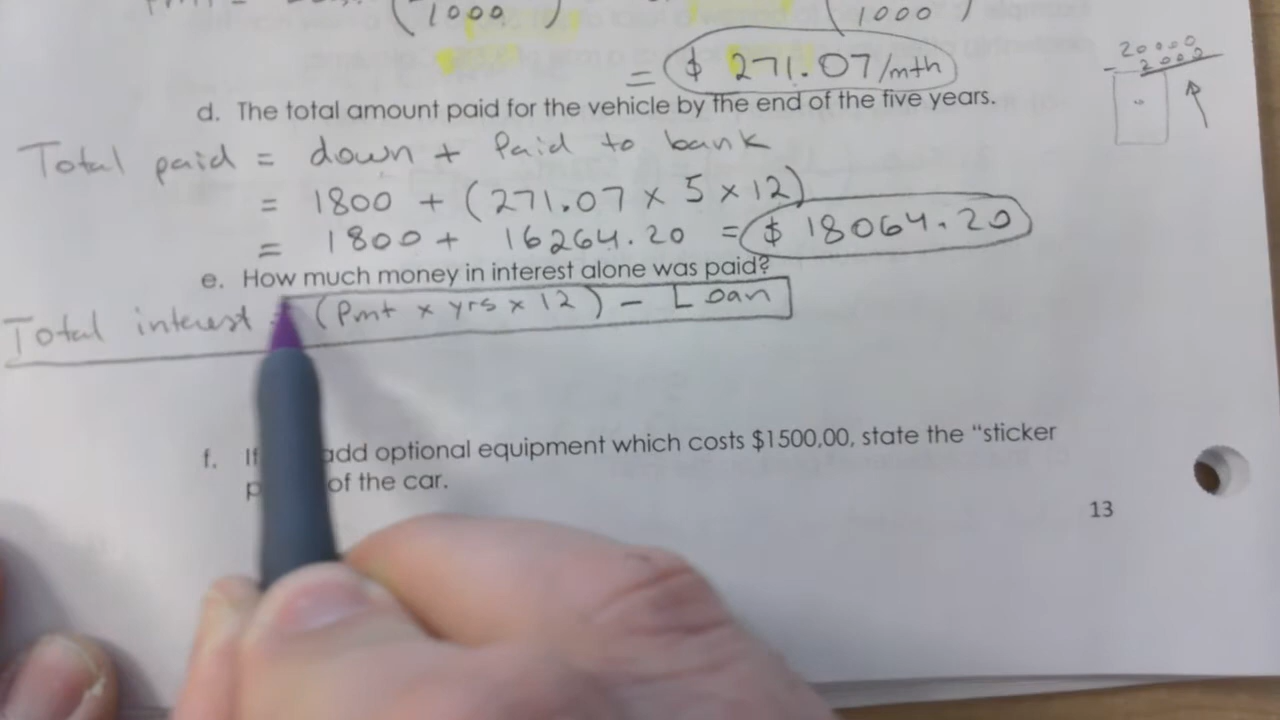 (1000) (1000)
= $ 271.07/mth
20000
- 2000
d. The total amount paid for the vehicle by the end of the five years.
Total paid = down + Paid to bank
= 1800 + (271.07 x 5 x 12)
= 1800 + 16264.20 = $ 18064.20
e. How much money in interest alone was paid?
Total interest (Pmt x yrs x 12) - Loan
f. If add optional equipment which costs $1500,00, state the "sticker
of the car.
13